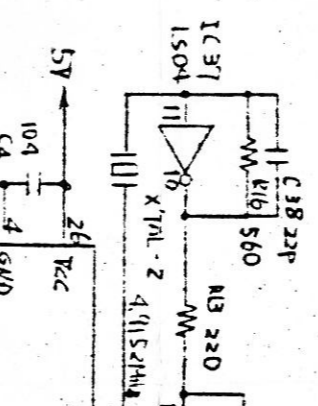 IC37
LS04
11
10
C38 22P
R16
560
R13 220
X'TAL-2
4.9152MHz
5V
104
C4
26
VCC
4
GND